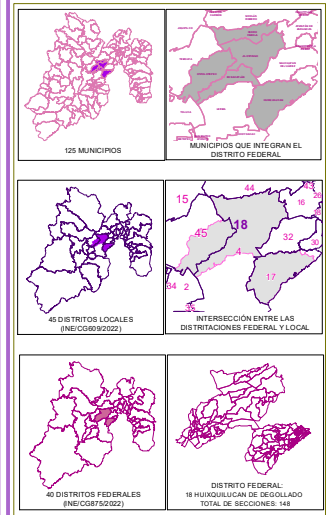 125 MUNICIPIOS
MUNICIPIOS QUE INTEGRAN EL
DISTRITO FEDERAL
15
44
43
16
45
18
32
30
4
17
34
2
45 DISTRITOS LOCALES
(INE/CG609/2022)
INTERSECCIÓN ENTRE LAS
DISTRITACIONES FEDERAL Y LOCAL
40 DISTRITOS FEDERALES
(INE/CG875/2022)
DISTRITO FEDERAL:
18 HUIXQUILUCAN DE DEGOLLADO
TOTAL DE SECCIONES: 148